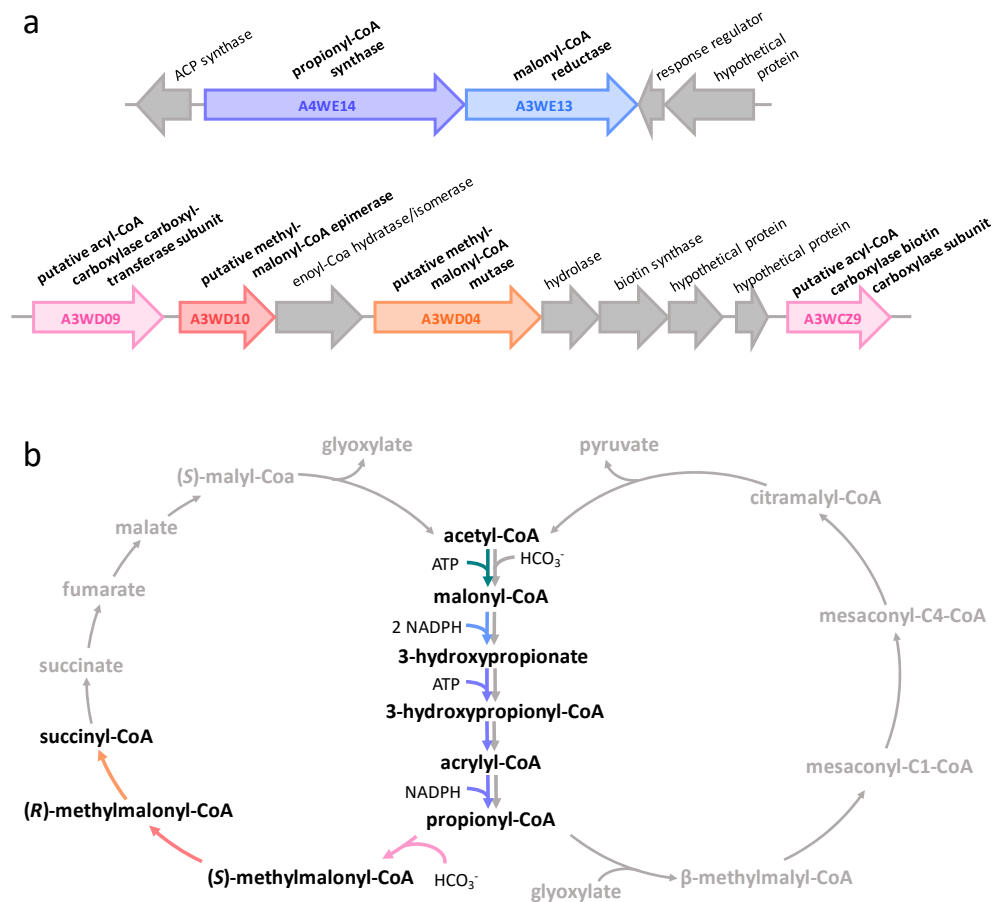 a
ACP synthase
propionyl-CoA
synthase
malonyl-CoA
reductase
response regulator
hypothetical
protein
A4WE14
A3WE13
putative acyl-CoA
carboxylase carboxyl-
transferase subunit
putative methyl-
malonyl-CoA epimerase
enoyl-Coa hydratase/isomerase
putative methyl-
malonyl-CoA
mutase
hydrolase
biotin synthase
hypothetical protein
hypothetical protein
putative acyl-CoA
carboxylase biotin
carboxylase subunit
A3WD09
A3WD10
A3WD04
A3WCZ9
b
glyoxylate
pyruvate
(S)-malyl-Coa
citramalyl-CoA
malate
acetyl-CoA
ATP
HCO3-
fumarate
malonyl-CoA
mesaconyl-C4-CoA
2 NADPH
3-hydroxypropionate
succinate
ATP
3-hydroxypropionyl-CoA
succinyl-CoA
acrylyl-CoA
mesaconyl-C1-CoA
NADPH
(R)-methylmalonyl-CoA
propionyl-CoA
(S)-methylmalonyl-CoA
HCO3-
glyoxylate
β-methylmalyl-CoA